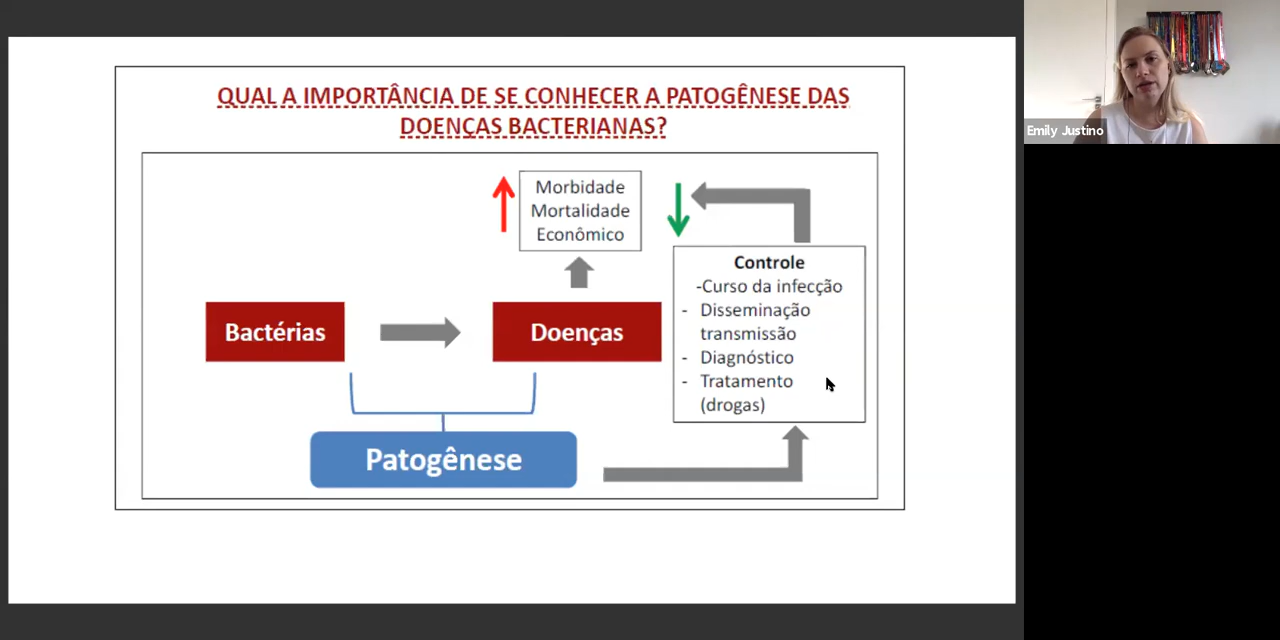 QUAL A IMPORTÂNCIA DE SE CONHECER A PATOGÊNESE DAS
DOENÇAS BACTERIANAS?
Morbidade
Mortalidade
Econômico
Controle
-Curso da infecção
- Disseminação
transmissão
- Diagnóstico
- Tratamento
(drogas)
Bactérias
Doenças
Patogênese
Emily Justino